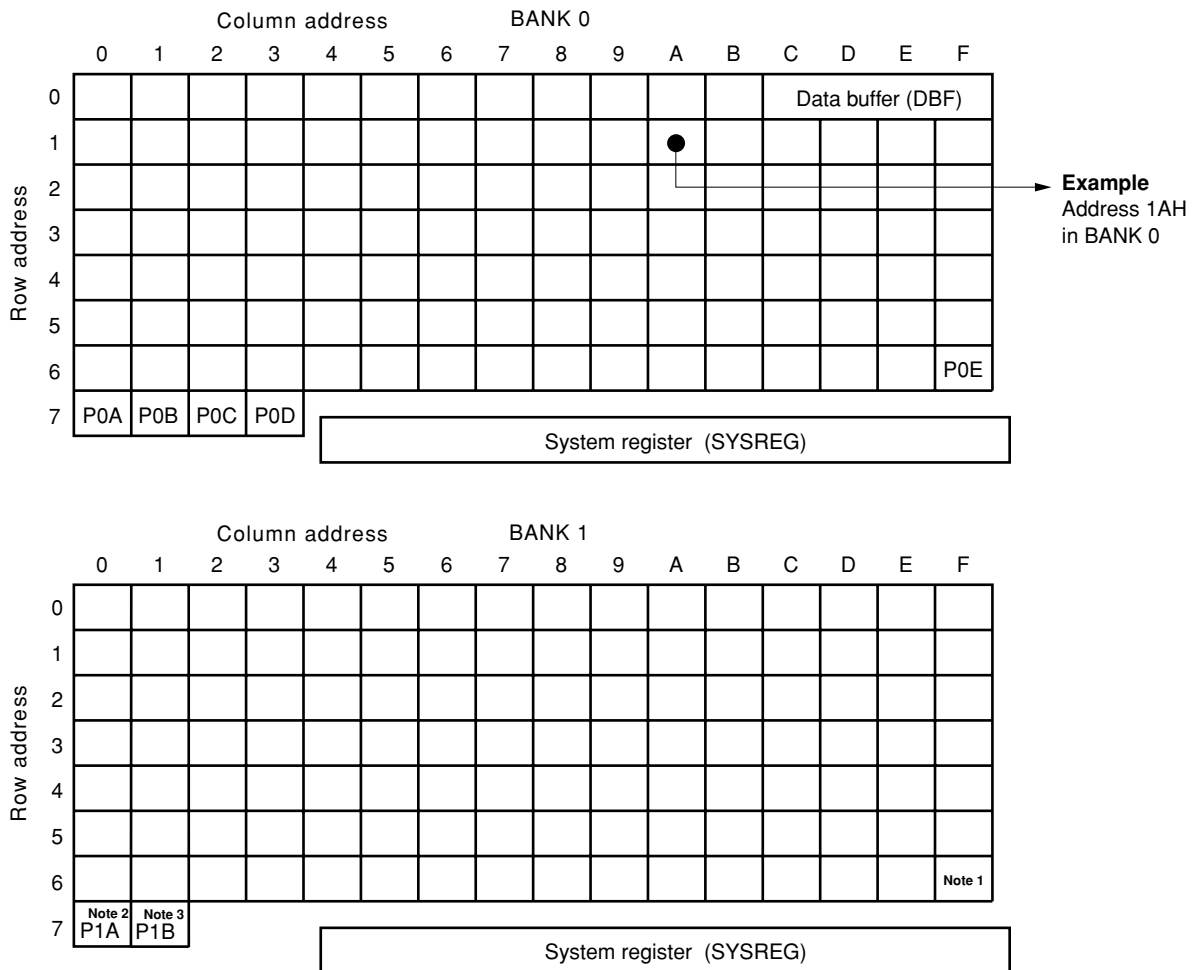 Column address BANK 0
0 1 2 3 4 5 6 7 8 9 A B C D E F
0 Data buffer (DBF)
1
2
3
4
5
6 P0E
7 P0A P0B P0C P0D
System register (SYSREG)
Row address
Example
Address 1AH
in BANK 0
Column address BANK 1
0 1 2 3 4 5 6 7 8 9 A B C D E F
0
1
2
3
4
5
6 Note 1
Note 2 Note 3
7 P1A P1B
System register (SYSREG)
Row address